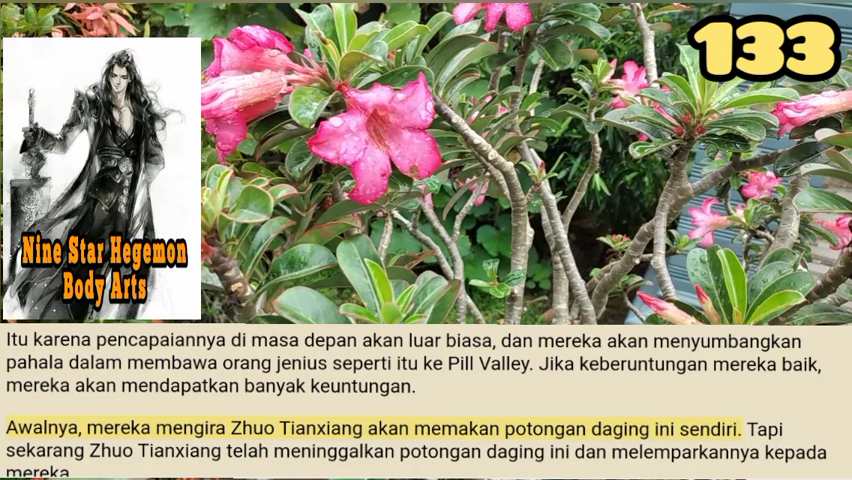 133
Nine Star Hegemon
Body Arts
Itu karena pencapaiannya di masa depan akan luar biasa, dan mereka akan menyumbangkan
pahala dalam membawa orang jenius seperti itu ke Pill Valley. Jika keberuntungan mereka baik,
mereka akan mendapatkan banyak keuntungan.
Awalnya, mereka mengira Zhuo Tianxiang akan memakan potongan daging ini sendiri. Tapi
sekarang Zhuo Tianxiang telah meninggalkan potongan daging ini dan melemparkannya kepada
mereka